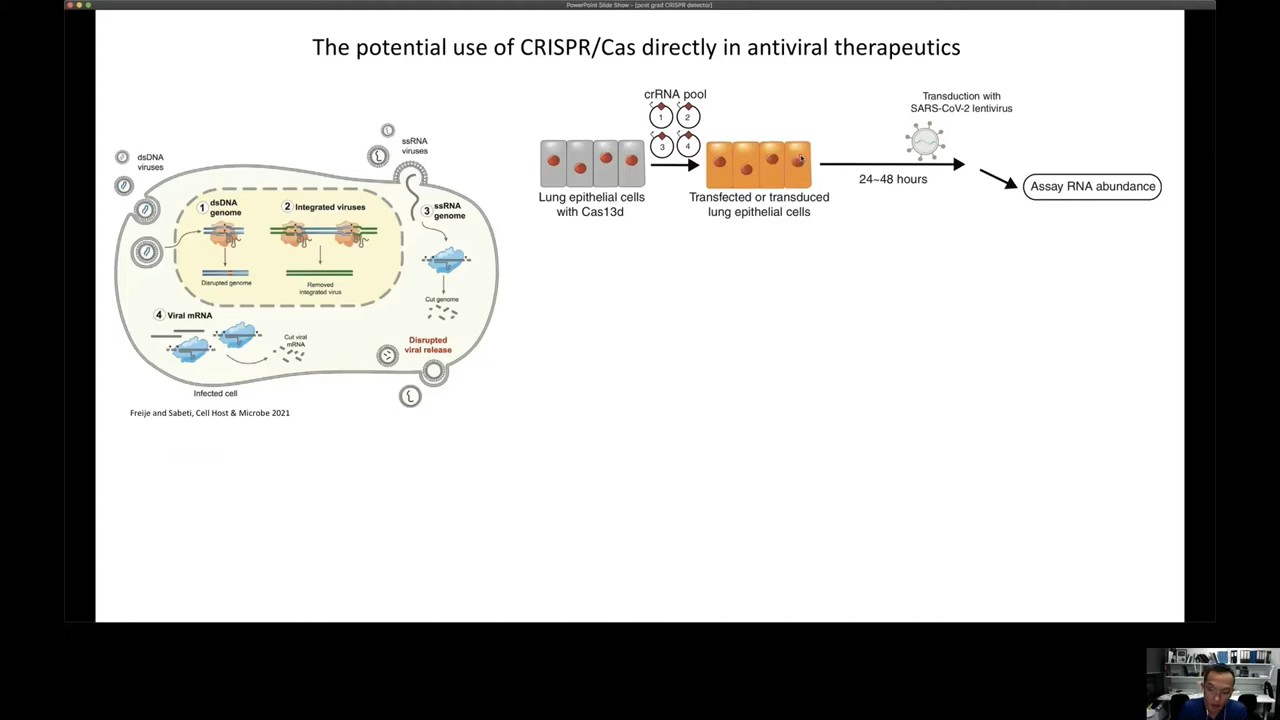 PowerPoint Slide Show - [post grad CRISPR detector]
The potential use of CRISPR/Cas directly in antiviral therapeutics
dsDNA
viruses
ssRNA
viruses
1 dsDNA
genome
Disrupted genome
2 Integrated viruses
Removed
integrated virus
3 ssRNA
genome
Cut genome
4 Viral mRNA
Cut viral
mRNA
Disrupted
viral release
Infected cell
Freije and Sabeti, Cell Host & Microbe 2021
crRNA pool
1 2
3 4
Lung epithelial cells
with Cas13d
Transfected or transduced
lung epithelial cells
Transduction with
SARS-CoV-2 lentivirus
24~48 hours
Assay RNA abundance